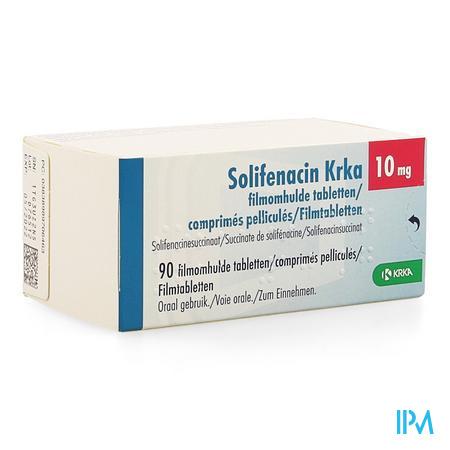 Solifenacin Krka 10 mg
filmomhulde tabletten/
comprimés pelliculés/Filmtabletten
Solifenacinesuccinaat/Succinate de solifénacine/Solifenacinsuccinat
90 filmomhulde tabletten/comprimés pelliculés/
Filmtabletten
Oraal gebruik./Voie orale./Zum Einnehmen.
KRKA
IPM